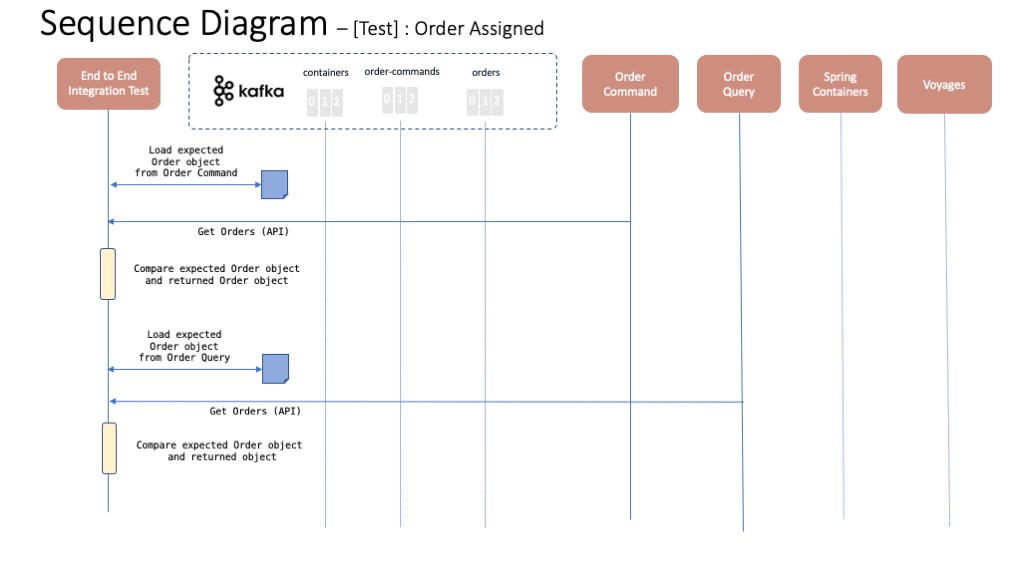 Sequence Diagram – [Test] : Order Assigned
End to End
Integration Test
kafka
containers
order-commands
orders
0 1 2
0 1 2
0 1 2
Order
Command
Order
Query
Spring
Containers
Voyages
Load expected
Order object
from Order Command
Get Orders (API)
Compare expected Order object
and returned Order object
Load expected
Order object
from Order Query
Get Orders (API)
Compare expected Order object
and returned object